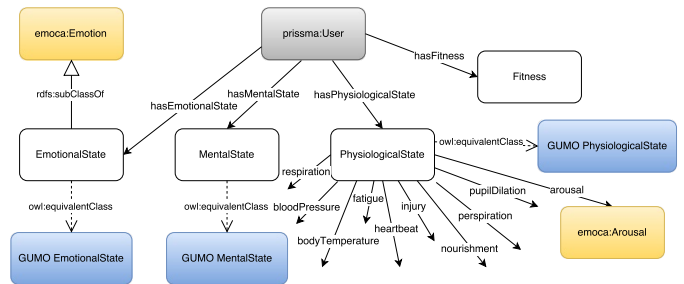 emoca:Emotion
prissma:User
hasFitness
Fitness
rdfs:subClassOf
hasEmotionalState
hasMentalState
hasPhysiologicalState
EmotionalState
MentalState
PhysiologicalState
owl:equivalentClass
GUMO PhysiologicalState
respiration
pupilDilation
arousal
owl:equivalentClass
owl:equivalentClass
bloodPressure
fatigue
injury
perspiration
bodyTemperature
heartbeat
nourishment
emoca:Arousal
GUMO EmotionalState
GUMO MentalState